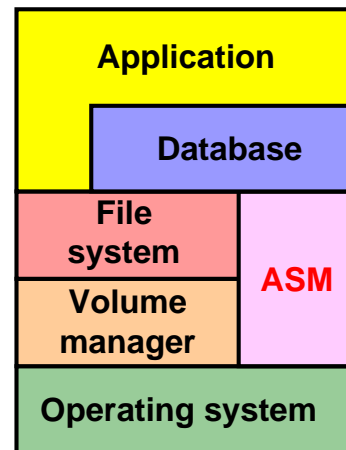 Application
Database
File
system
ASM
Volume
manager
Operating system